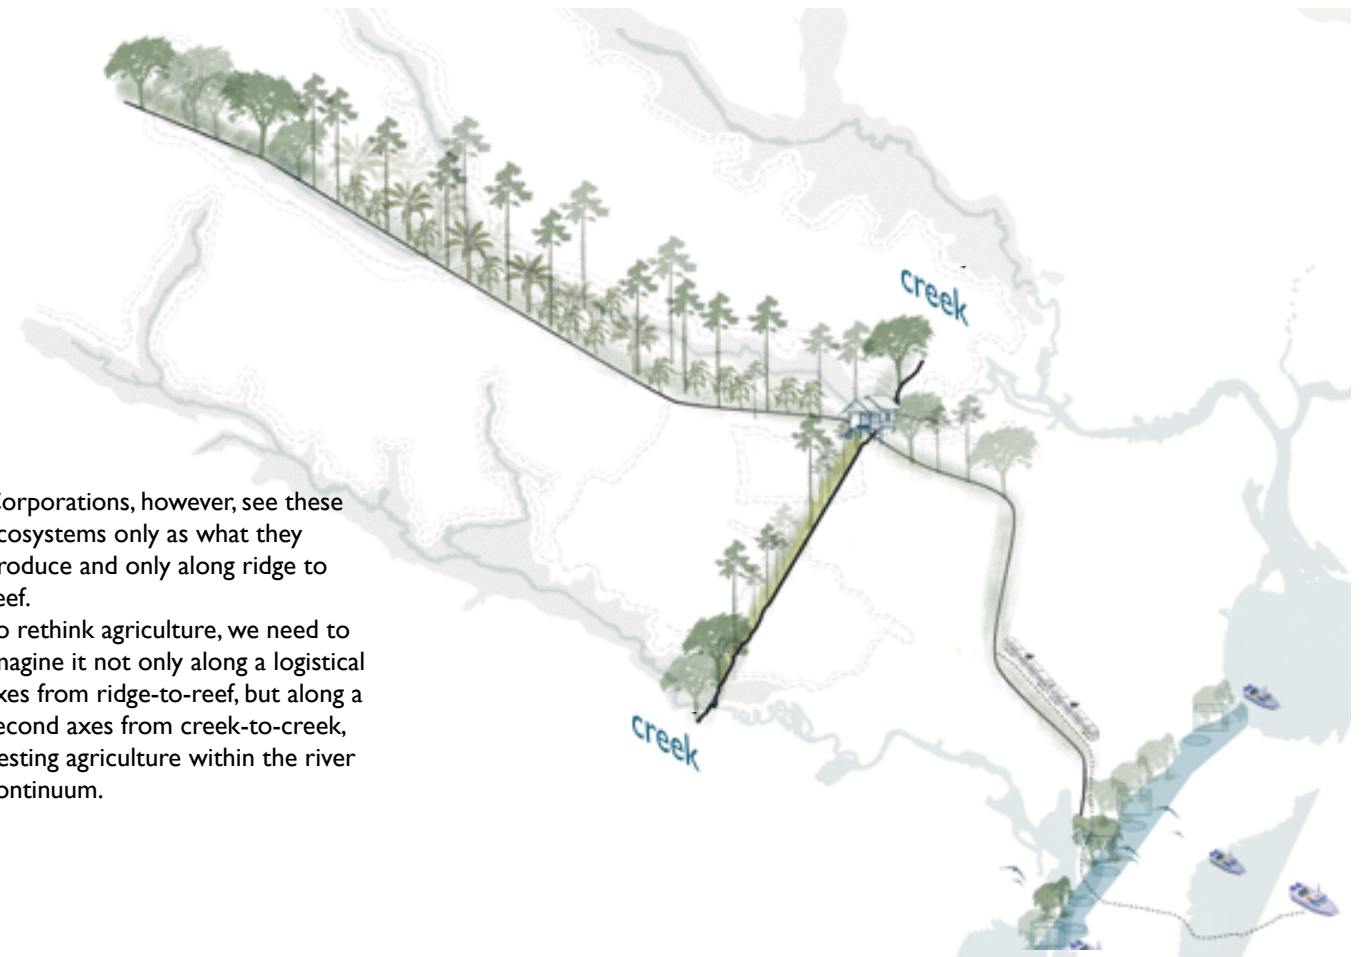 creek
Corporations, however, see these
cosystems only as what they
roduce and only along ridge to
eef.
o rethink agriculture, we need to
nagine it not only along a logistical
xes from ridge-to-reef, but along a
econd axes from creek-to-creek,
esting agriculture within the river
ontinuum.
creek